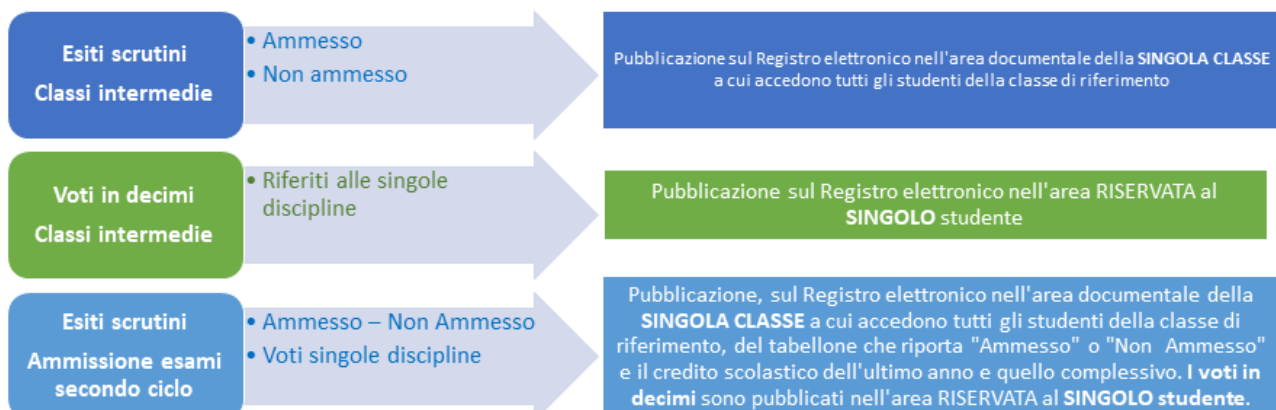 Esiti scrutini
Classi intermedie
• Ammesso
• Non ammesso
Pubblicazione sul Registro elettronico nell'area documentale della SINGOLA CLASSE
a cui accedono tutti gli studenti della classe di riferimento
Voti in decimi
Classi intermedie
• Riferiti alle singole
discipline
Pubblicazione sul Registro elettronico nell'area RISERVATA al
SINGOLO studente
Esiti scrutini
Ammissione esami
secondo ciclo
• Ammesso – Non Ammesso
• Voti singole discipline
Pubblicazione, sul Registro elettronico nell'area documentale della
SINGOLA CLASSE a cui accedono tutti gli studenti della classe di
riferimento, del tabellone che riporta "Ammesso" o "Non Ammesso"
e il credito scolastico dell'ultimo anno e quello complessivo. I voti in
decimi sono pubblicati nell'area RISERVATA al SINGOLO studente.